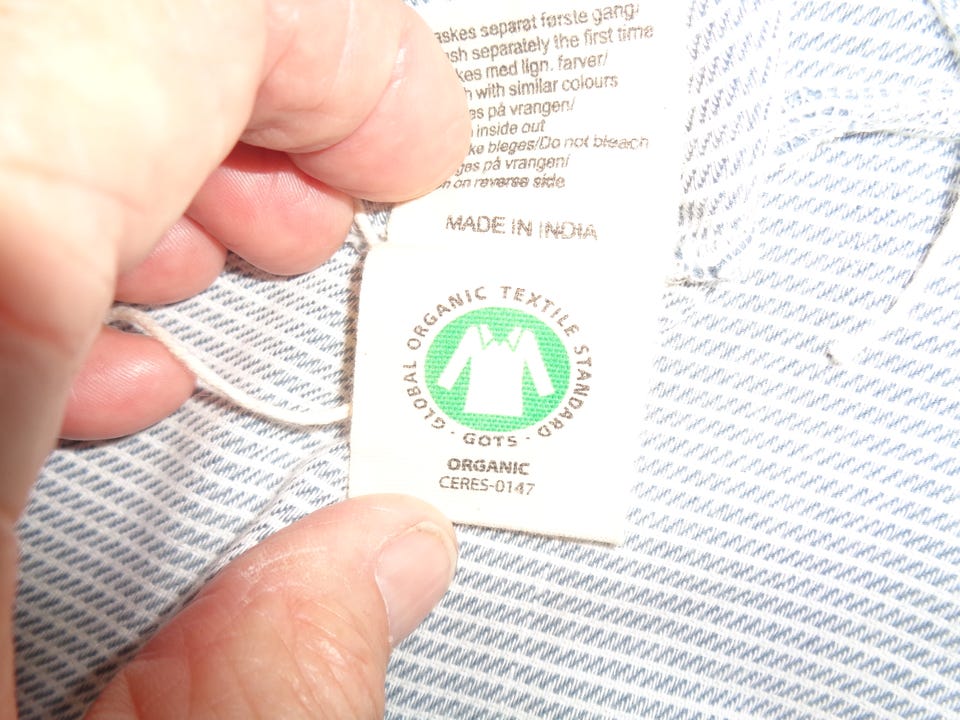 askes separat første gang/
sh separately the first time
kes med lign. farver/
h with similar colours
es på vrangen/
inside out
ke bleges/Do not bleach
ges på vrangen/
on reverse side
MADE IN INDIA
GLOBAL ORGANIC TEXTILE STANDARD
· GOTS ·
ORGANIC
CERES-0147